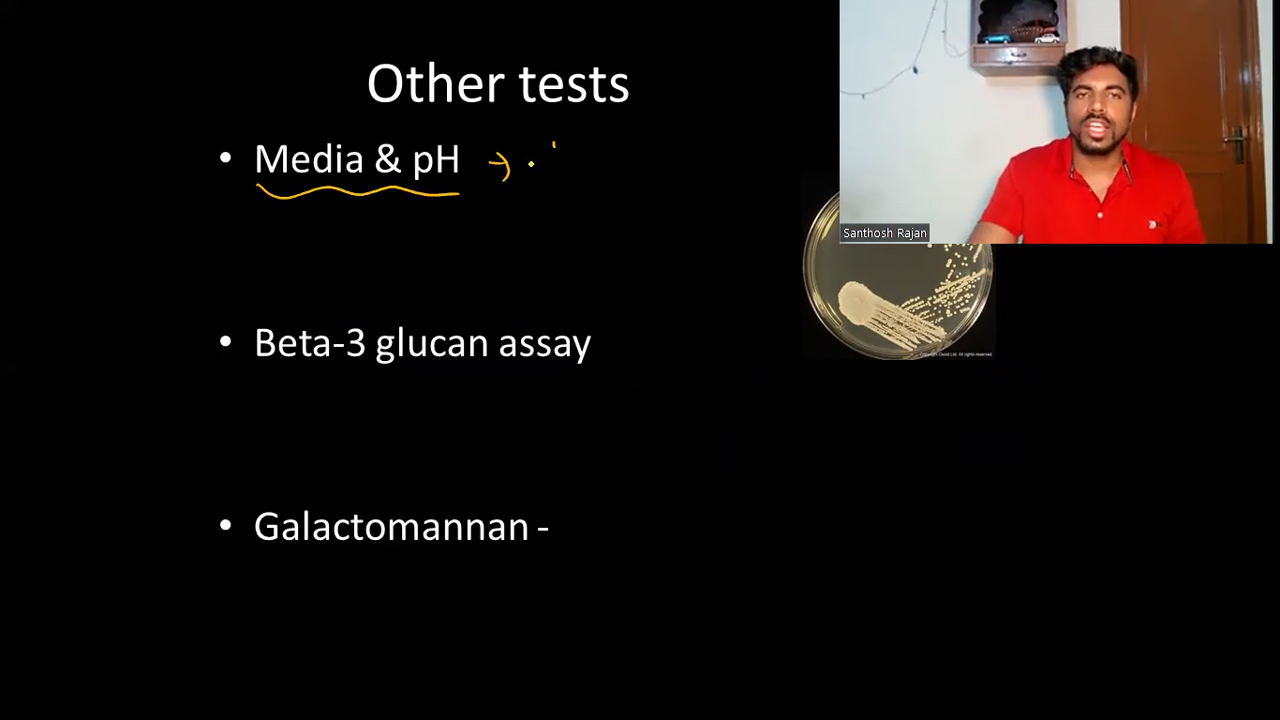 Other tests
• Media & pH
Santhosh Rajan
• Beta-3 glucan assay
• Galactomannan -